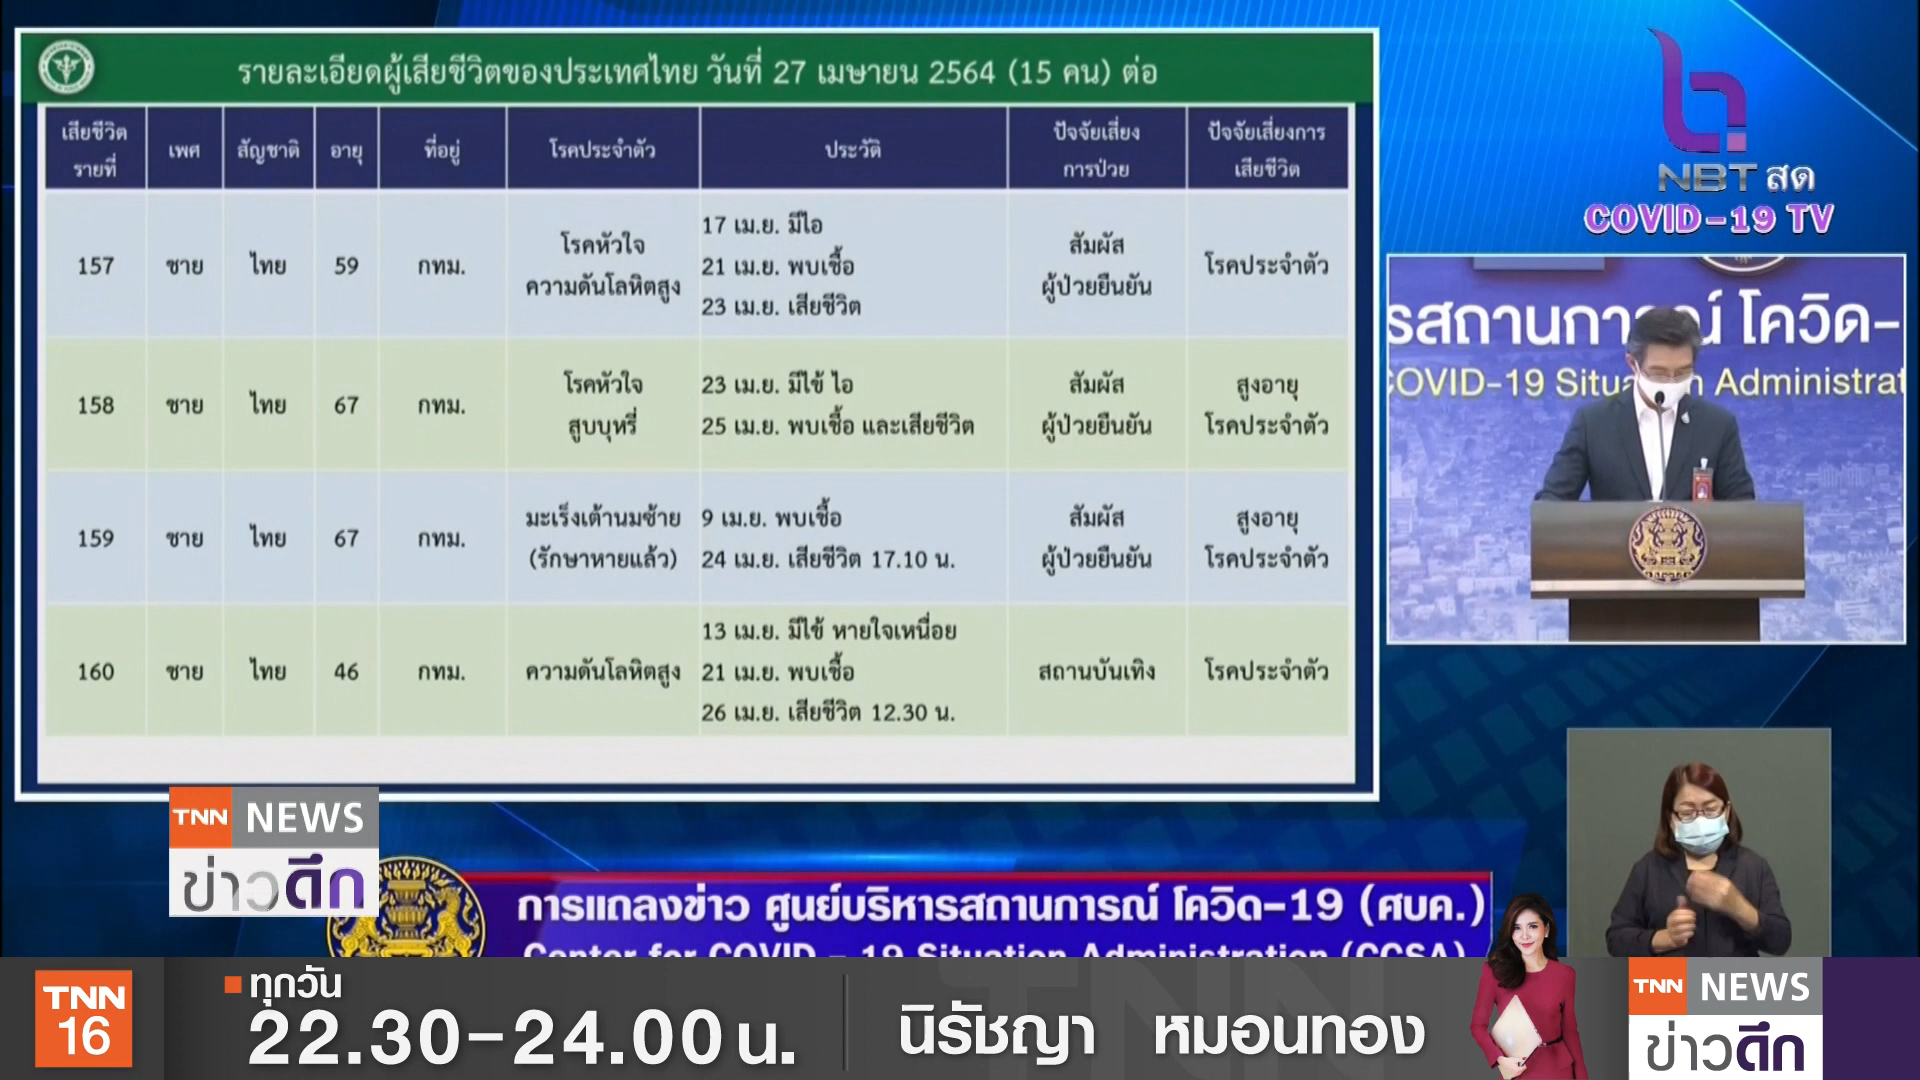 รายละเอียดผู้เสียชีวิตของประเทศไทย วันที่ 27 เมษายน 2564 (15 คน) ต่อ
เสียชีวิต
รายที่
เพศ
สัญชาติ
อายุ
ที่อยู่
โรคประจำตัว
ประวัติ
ปัจจัยเสี่ยง
การป่วย
ปัจจัยเสี่ยงการ
เสียชีวิต
157
ชาย
ไทย
59
กทม.
โรคหัวใจ
ความดันโลหิตสูง
17 เม.ย. มีไอ
21 เม.ย. พบเชื้อ
23 เม.ย. เสียชีวิต
สัมผัส
ผู้ป่วยยืนยัน
โรคประจำตัว
158
ชาย
ไทย
67
กทม.
โรคหัวใจ
สูบบุหรี่
23 เม.ย. มีไข้ ไอ
25 เม.ย. พบเชื้อ และเสียชีวิต
สัมผัส
ผู้ป่วยยืนยัน
สูงอายุ
โรคประจำตัว
159
ชาย
ไทย
67
กทม.
มะเร็งเต้านมซ้าย
(รักษาหายแล้ว)
9 เม.ย. พบเชื้อ
24 เม.ย. เสียชีวิต 17.10 น.
สัมผัส
ผู้ป่วยยืนยัน
สูงอายุ
โรคประจำตัว
160
ชาย
ไทย
46
กทม.
ความดันโลหิตสูง
13 เม.ย. มีไข้ หายใจเหนื่อย
21 เม.ย. พบเชื้อ
26 เม.ย. เสียชีวิต 12.30 น.
สถานบันเทิง
โรคประจำตัว
NBT สด
COVID-19 TV
รสถานการณ์ โควิด-
COVID-19 Situation Administrat
TNN NEWS
ข่าวดึก
การแถลงข่าว ศูนย์บริหารสถานการณ์ โควิด-19 (ศบค.)
Center for COVID - 19 Situation Administration (CCSA)
TNN
16
ทุกวัน
22.30-24.00 น.
นิรัชญา หมอนทอง
TNN NEWS
ข่าวดึก